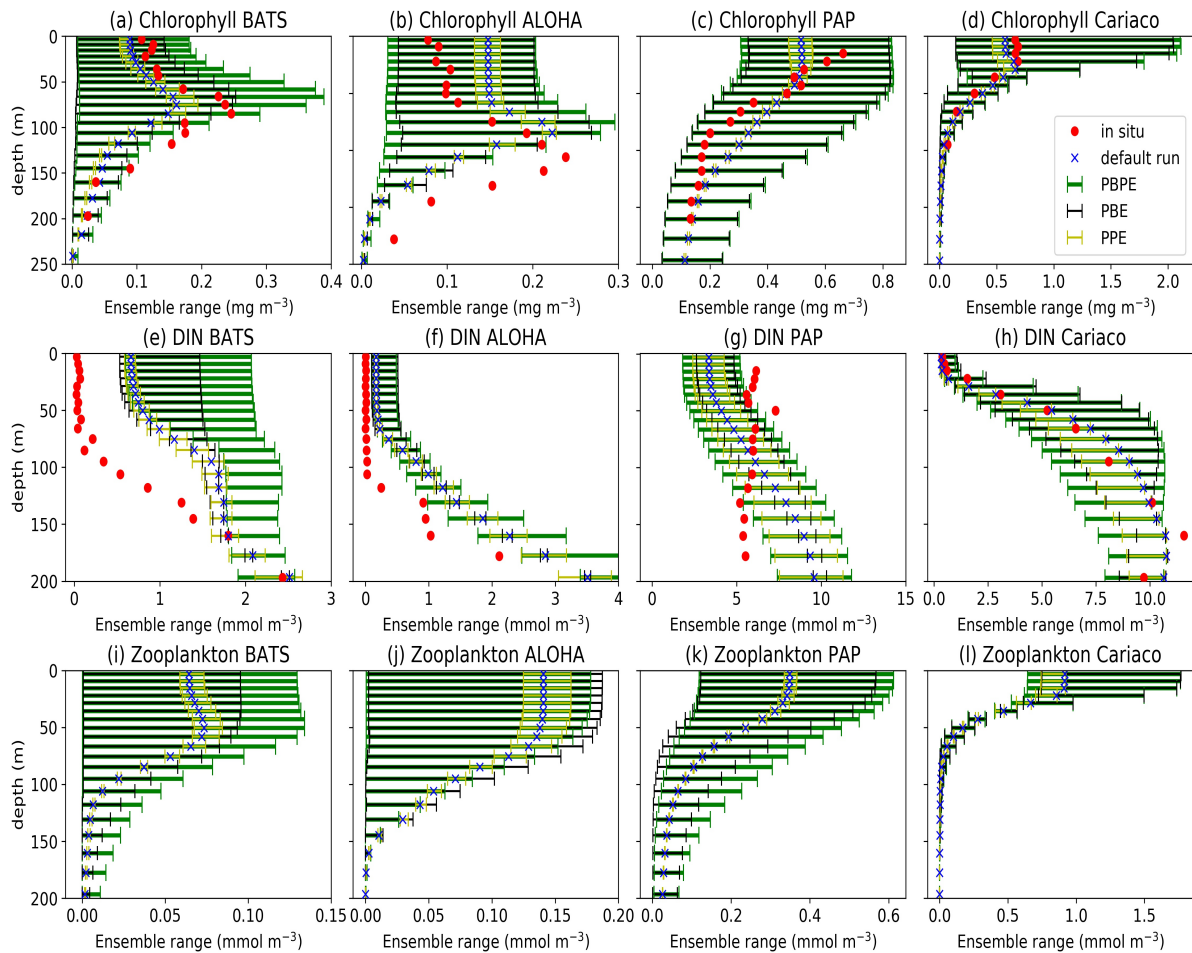 (a) Chlorophyll BATS
(b) Chlorophyll ALOHA
(c) Chlorophyll PAP
(d) Chlorophyll Cariaco
depth (m)
0
50
100
150
200
250
in situ
default run
PBPE
PBE
PPE
0.0 0.1 0.2 0.3 0.4
0.0 0.1 0.2 0.3
0.0 0.2 0.4 0.6 0.8
0.0 0.5 1.0 1.5 2.0
Ensemble range (mg m⁻³)
Ensemble range (mg m⁻³)
Ensemble range (mg m⁻³)
Ensemble range (mg m⁻³)
(e) DIN BATS
(f) DIN ALOHA
(g) DIN PAP
(h) DIN Cariaco
depth (m)
0
50
100
150
200
0 1 2 3
0 1 2 3 4
0 5 10 15
0.0 2.5 5.0 7.5 10.0
Ensemble range (mmol m⁻³)
Ensemble range (mmol m⁻³)
Ensemble range (mmol m⁻³)
Ensemble range (mmol m⁻³)
(i) Zooplankton BATS
(j) Zooplankton ALOHA
(k) Zooplankton PAP
(l) Zooplankton Cariaco
depth (m)
0
50
100
150
200
0.00 0.05 0.10 0.15
0.00 0.05 0.10 0.15 0.20
0.0 0.2 0.4 0.6
0.0 0.5 1.0 1.5
Ensemble range (mmol m⁻³)
Ensemble range (mmol m⁻³)
Ensemble range (mmol m⁻³)
Ensemble range (mmol m⁻³)